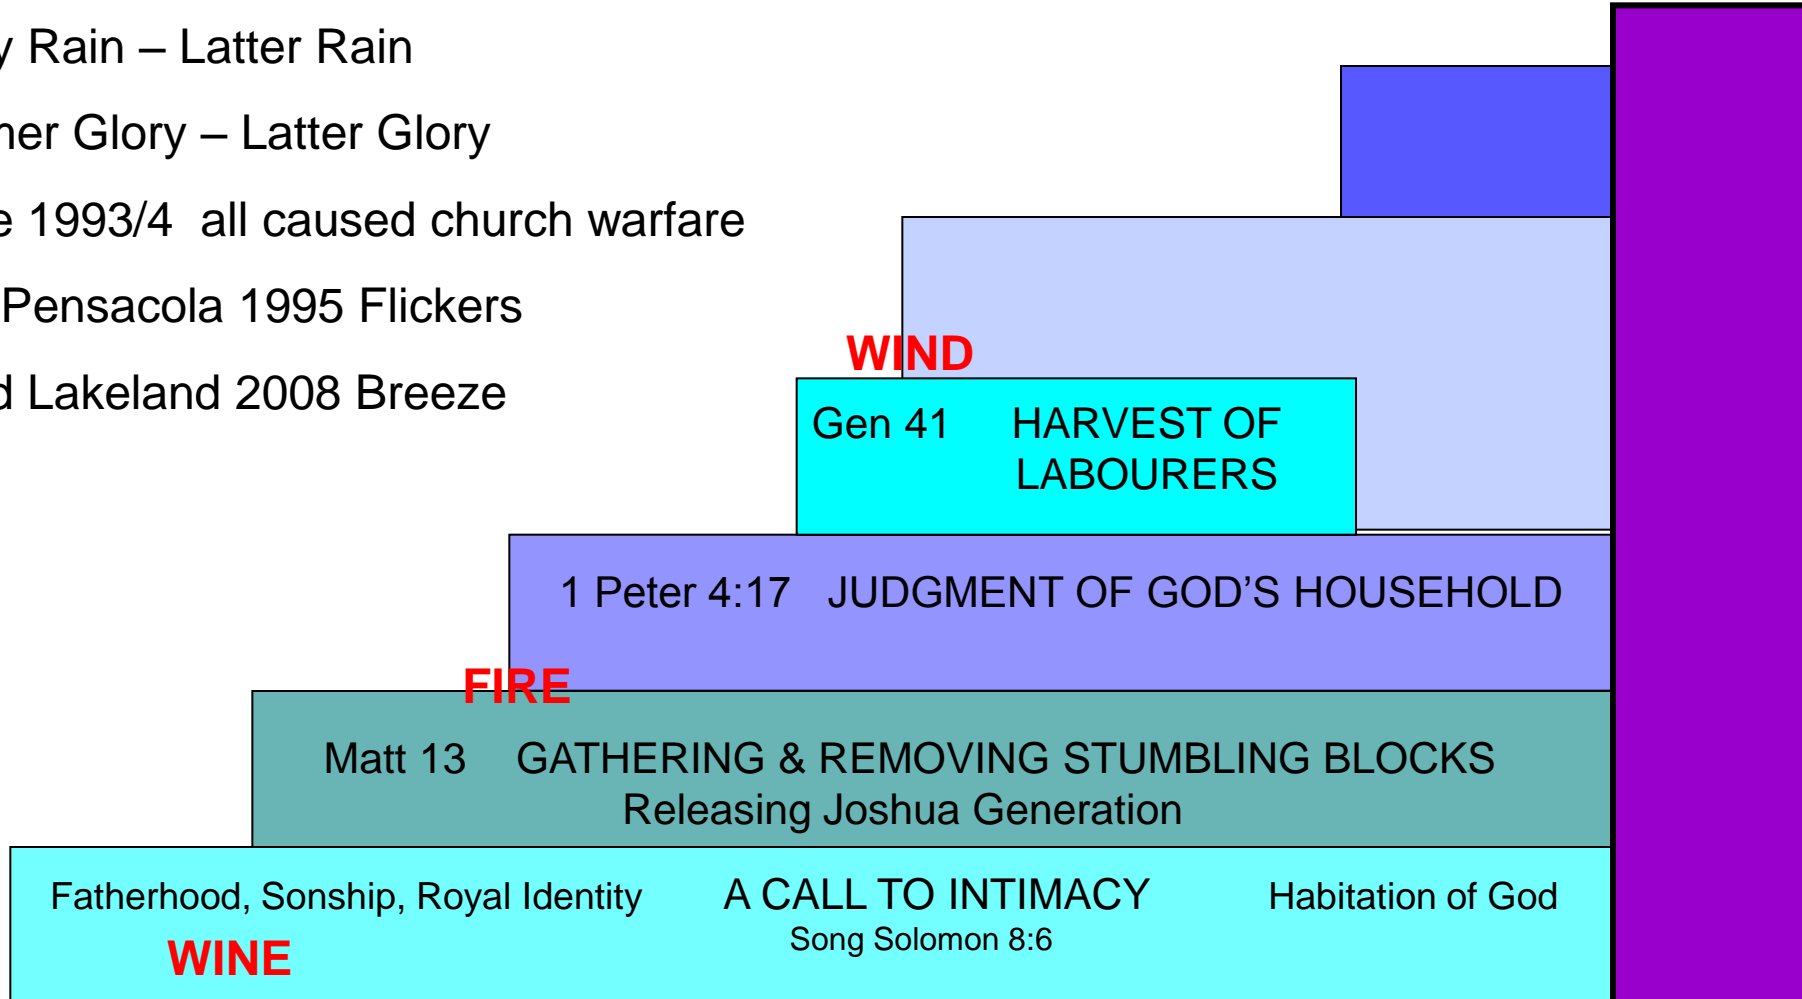 Rain – Latter Rain
Glory – Latter Glory
1993/4 all caused church warfare
Pensacola 1995 Flickers
Lakeland 2008 Breeze
WIND
Gen 41 HARVEST OF
LABOURERS
1 Peter 4:17 JUDGMENT OF GOD’S HOUSEHOLD
FIRE
Matt 13 GATHERING & REMOVING STUMBLING BLOCKS
Releasing Joshua Generation
Fatherhood, Sonship, Royal Identity A CALL TO INTIMACY Habitation of God
Song Solomon 8:6
WINE